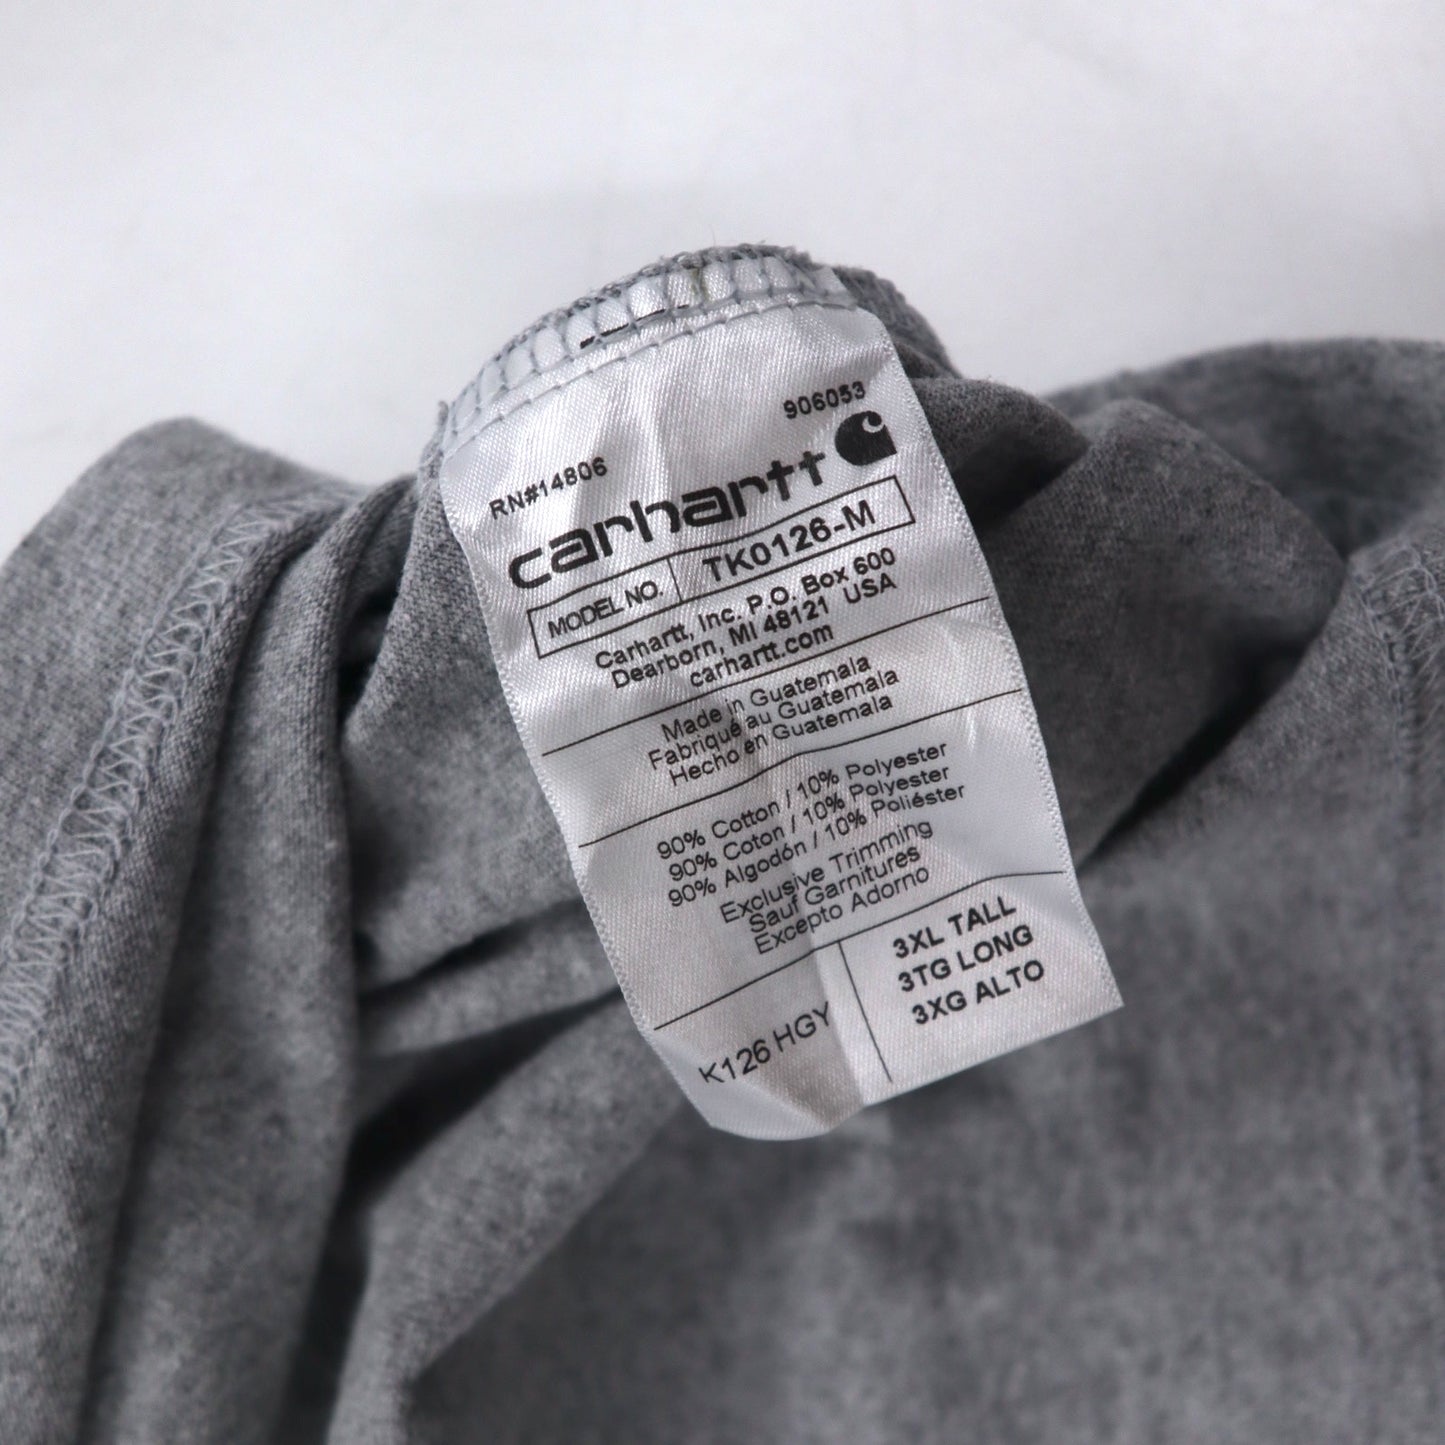 906053
RN#14806
carhartt
MODEL NO. TK0126-M
Carhartt, Inc. P.O. Box 600
Dearborn, MI 48121 USA
carhartt.com
Made in Guatemala
Fabriqué au Guatemala
Hecho en Guatemala
90% Cotton / 10% Polyester
90% Coton / 10% Polyester
90% Algodón / 10% Poliéster
Exclusive Trimming
Sauf Garnitures
Excepto Adorno
K126 HGY
3XL TALL
3TG LONG
3XG ALTO